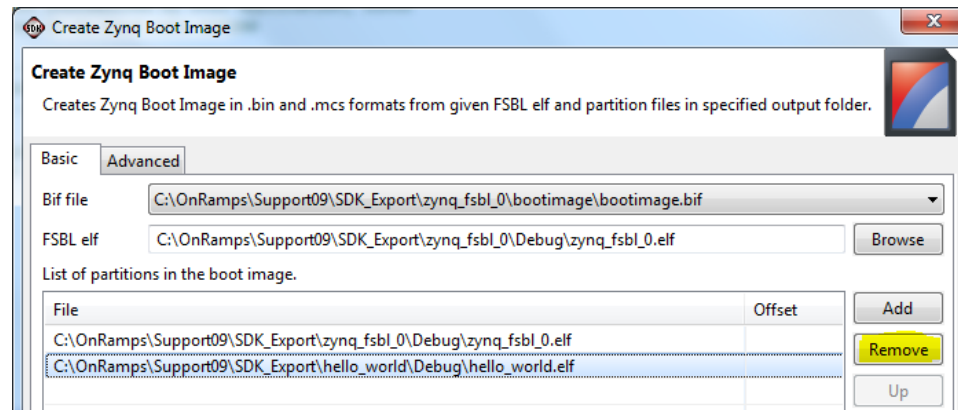 SDK Create Zynq Boot Image
Create Zynq Boot Image
Creates Zynq Boot Image in .bin and .mcs formats from given FSBL elf and partition files in specified output folder.
Basic Advanced
Bif file C:\OnRamps\Support09\SDK_Export\zynq_fsbl_0\bootimage\bootimage.bif
FSBL elf C:\OnRamps\Support09\SDK_Export\zynq_fsbl_0\Debug\zynq_fsbl_0.elf Browse
List of partitions in the boot image.
File Offset Add
C:\OnRamps\Support09\SDK_Export\zynq_fsbl_0\Debug\zynq_fsbl_0.elf
Remove
C:\OnRamps\Support09\SDK_Export\hello_world\Debug\hello_world.elf
Up